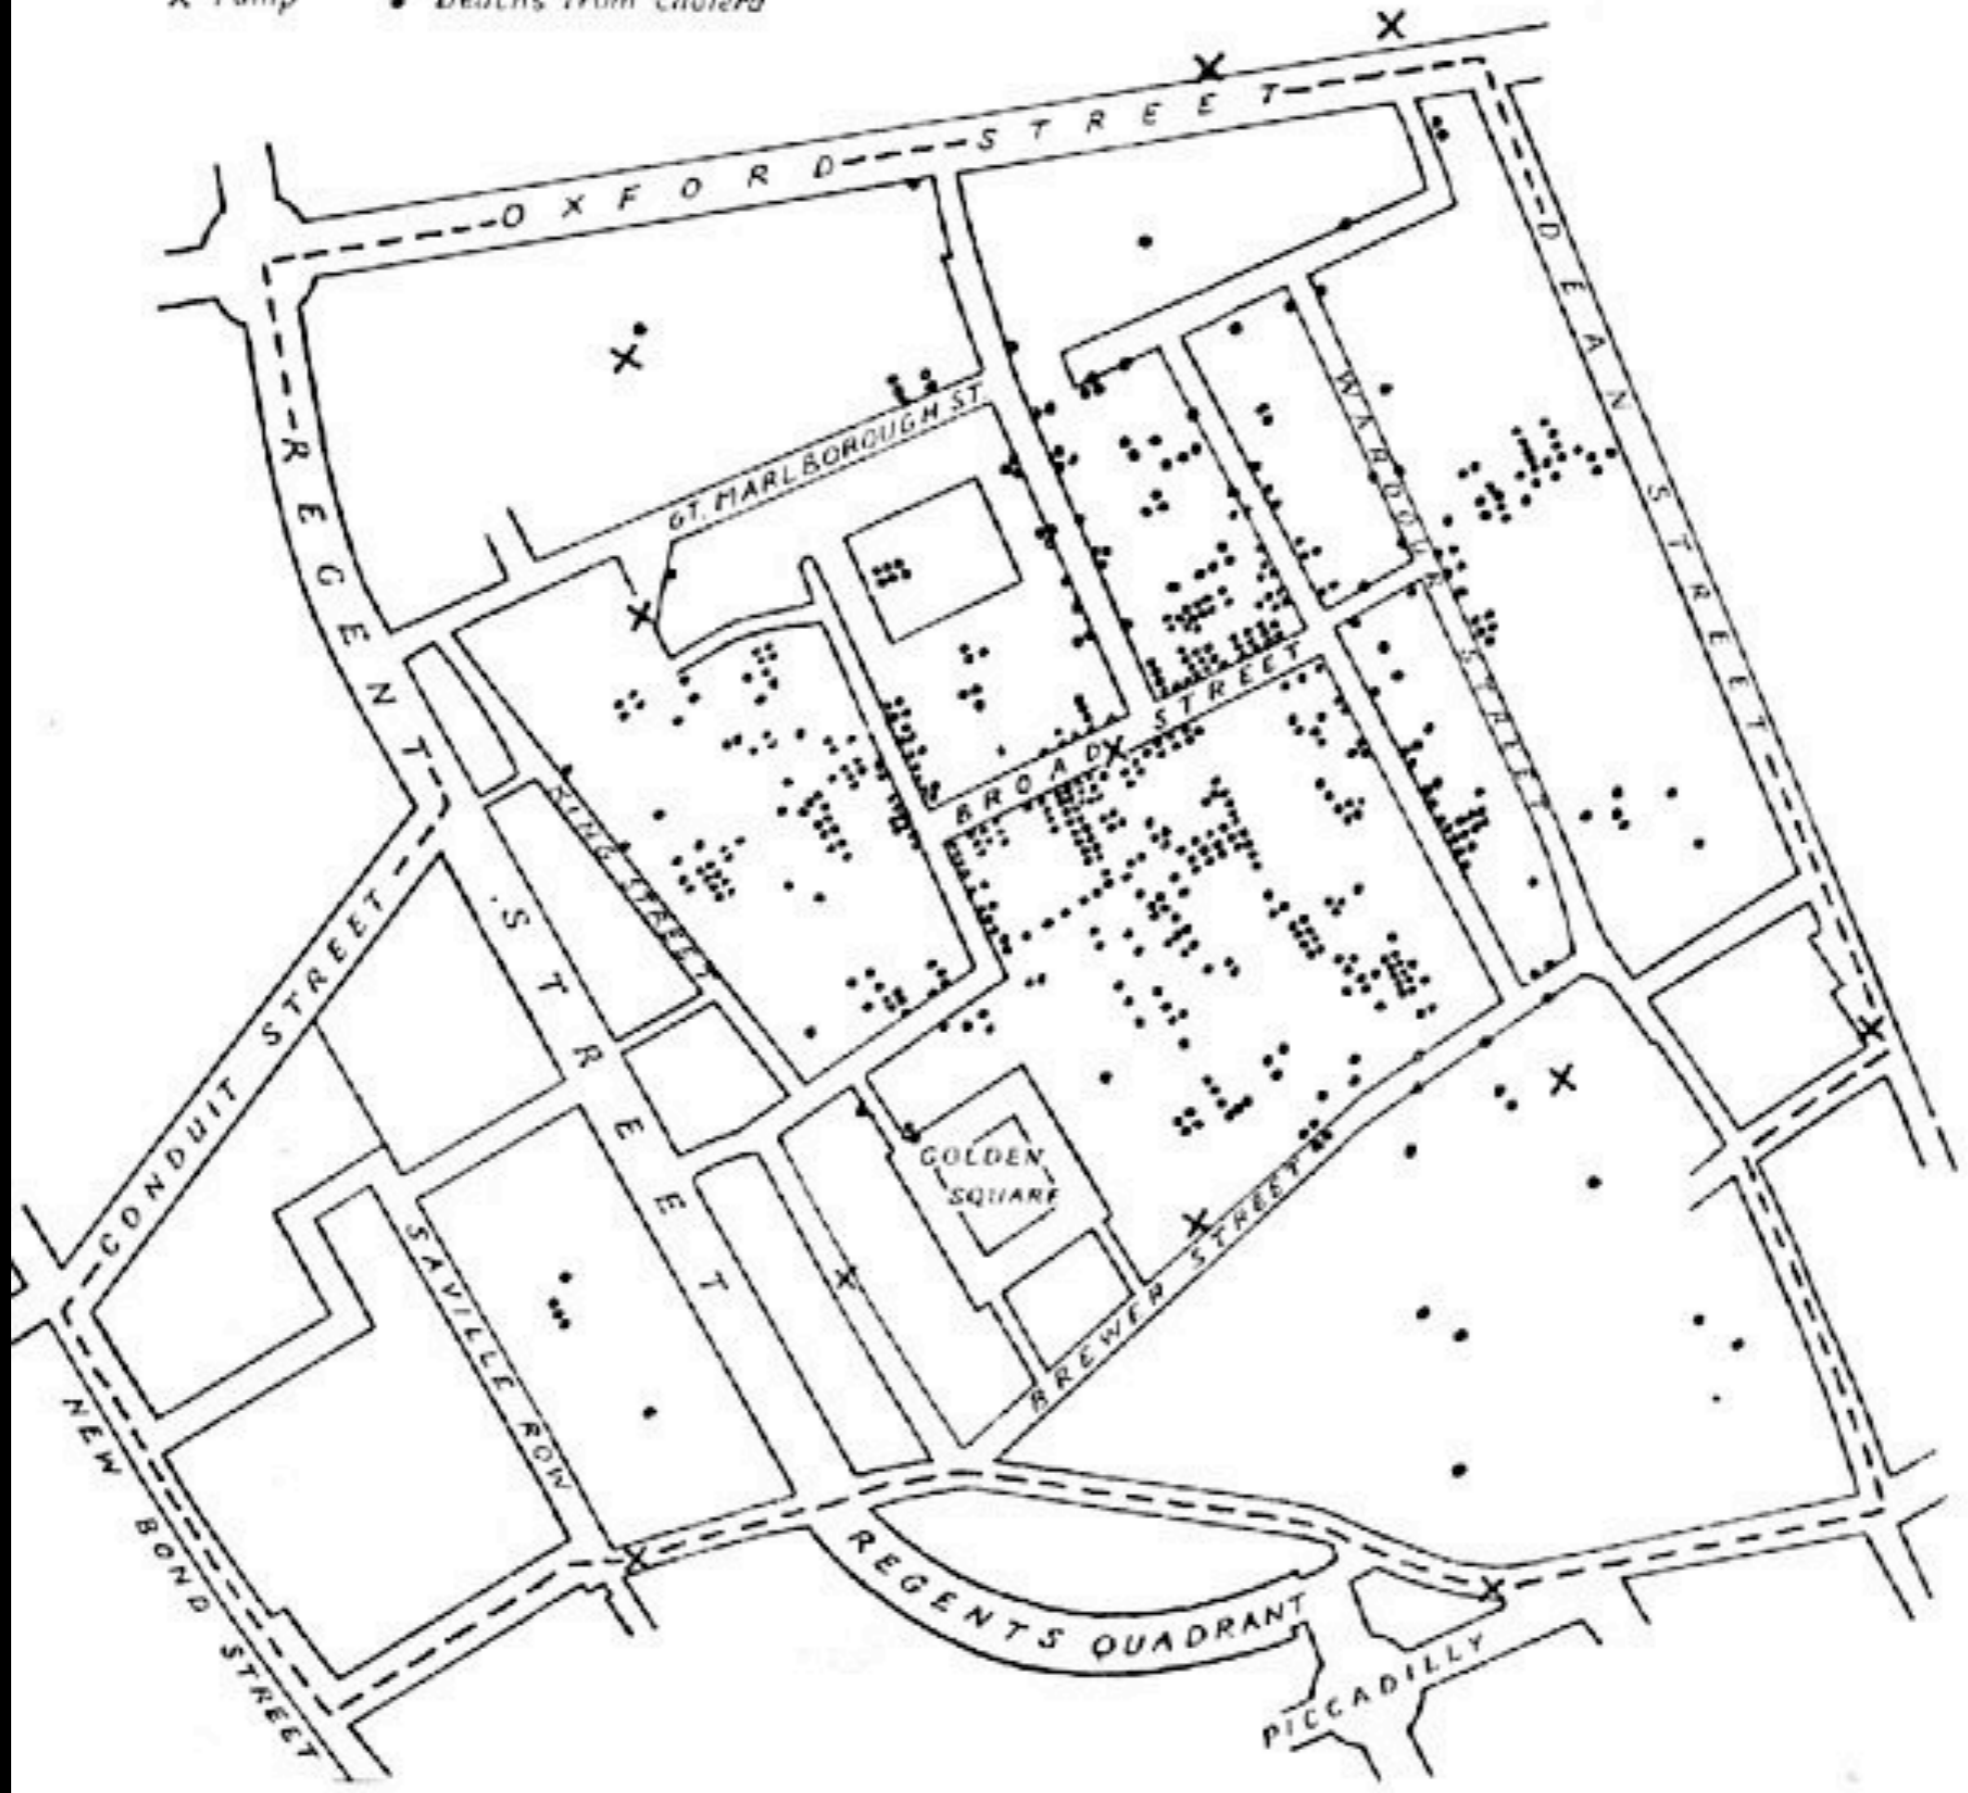 X Pump • Deaths from cholera
OXFORD STREET
DEAN STREET
REGENT STREET
WARDOUR STREET
GT. MARLBOROUGH ST.
BROAD STREET
KING STREET
CONDUIT STREET
GOLDEN
SQUARE
SAVILLE ROW
BREWER STREET
NEW BOND STREET
REGENTS QUADRANT
PICCADILLY